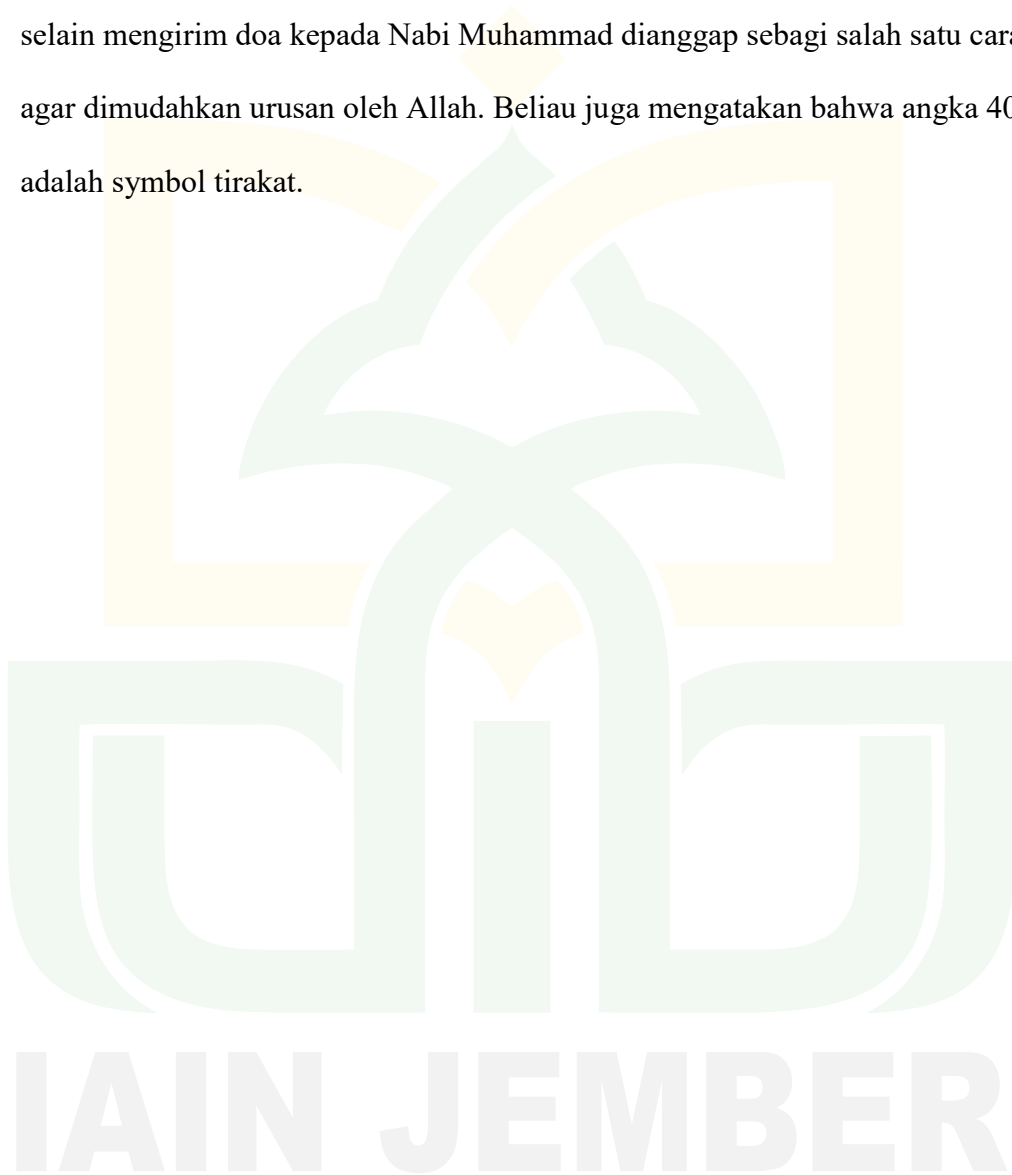 selain mengirim doa kepada Nabi Muhammad dianggap sebagi salah satu cara
agar dimudahkan urusan oleh Allah. Beliau juga mengatakan bahwa angka 40
adalah symbol tirakat.
IAIN JEMBER